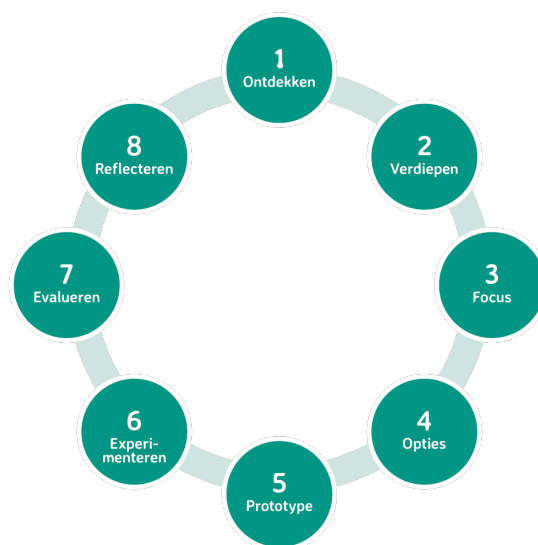 1
Ontdekken
2
Verdiepen
3
Focus
4
Opties
5
Prototype
6
Experi-
menteren
7
Evalueren
8
Reflecteren